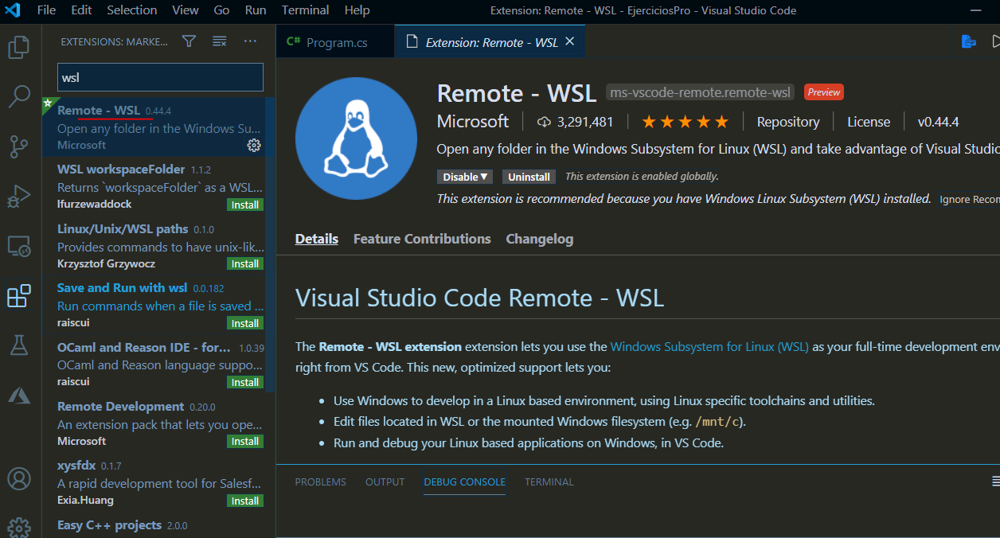 File Edit Selection View Go Run Terminal Help
Extension: Remote - WSL - EjerciciosPro - Visual Studio Code
EXTENSIONS: MARKE...
wsl
Remote - WSL 0.44.4
Open any folder in the Windows Su...
Microsoft
WSL workspaceFolder 1.1.2
Returns `workspaceFolder` as a WSL...
lfurzewaddock
Install
Linux/Unix/WSL paths 0.1.0
Provides commands to have unix-lik...
Krzysztof Grzywocz
Install
Save and Run with wsl 0.0.182
Run commands when a file is saved ...
raiscui
Install
OCaml and Reason IDE - for... 1.0.39
OCaml and Reason language suppo...
raiscui
Install
Remote Development 0.20.0
An extension pack that lets you ope...
Microsoft
Install
xysfdx 0.1.7
A rapid development tool for Salesf...
Exia.Huang
Install
Easy C++ projects 2.0.0
C# Program.cs
Extension: Remote - WSL
Remote - WSL ms-vscode-remote.remote-wsl Preview
Microsoft 3,291,481 Repository License v0.44.4
Open any folder in the Windows Subsystem for Linux (WSL) and take advantage of Visual Studio
Disable Uninstall This extension is enabled globally.
This extension is recommended because you have Windows Linux Subsystem (WSL) installed. Ignore Recon
Details Feature Contributions Changelog
Visual Studio Code Remote - WSL
The Remote - WSL extension extension lets you use the Windows Subsystem for Linux (WSL) as your full-time development env
right from VS Code. This new, optimized support lets you:
• Use Windows to develop in a Linux based environment, using Linux specific toolchains and utilities.
• Edit files located in WSL or the mounted Windows filesystem (e.g. /mnt/c).
• Run and debug your Linux based applications on Windows, in VS Code.
PROBLEMS OUTPUT DEBUG CONSOLE TERMINAL